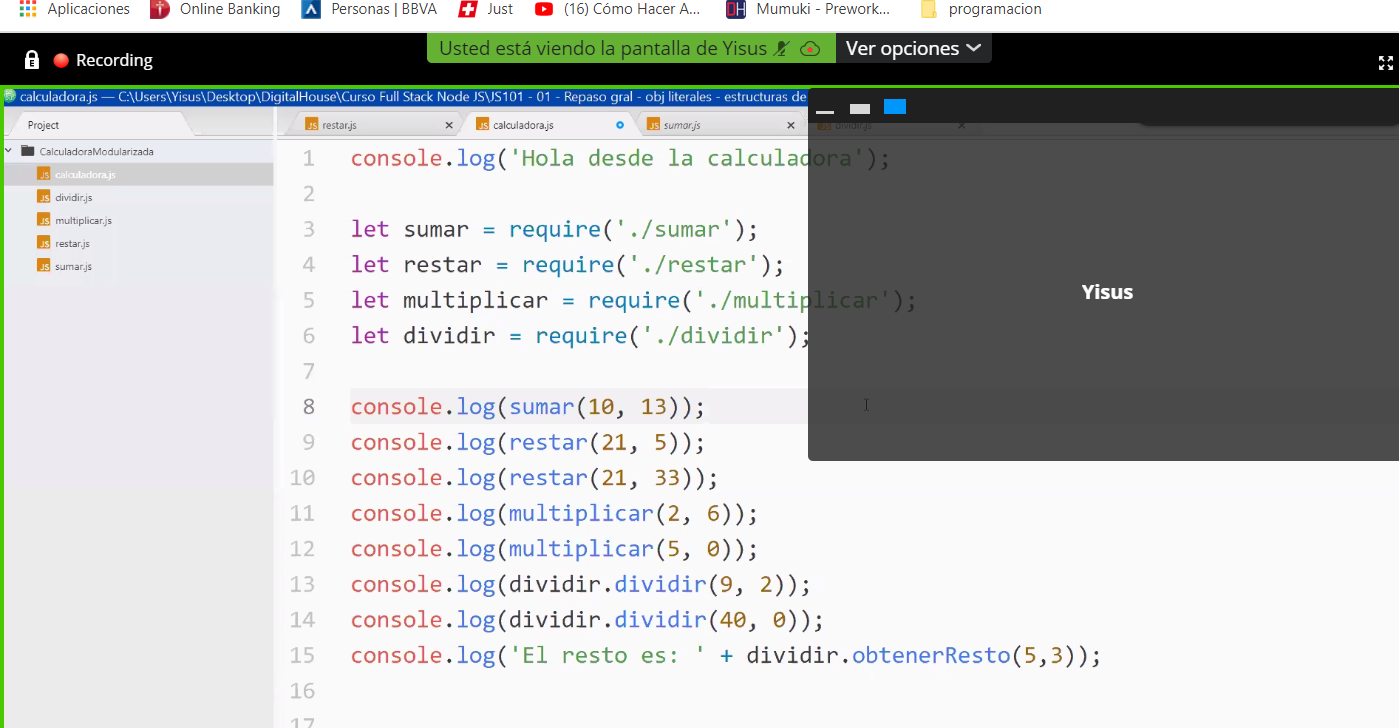 Aplicaciones Online Banking Personas | BBVA Just (16) Cómo Hacer A... Mumuki - Prework... programacion
Recording Usted está viendo la pantalla de Yisus Ver opciones
calculadora.js — C:\Users\Yisus\Desktop\DigitalHouse\Curso Full Stack Node JS\JS101 - 01 - Repaso gral - obj literales - estructuras de
Project restar.js calculadora.js sumar.js dividir.js
CalculadoraModularizada
calculadora.js
dividir.js
multiplicar.js
restar.js
sumar.js
1 console.log('Hola desde la calculadora');
2
3 let sumar = require('./sumar');
4 let restar = require('./restar');
5 let multiplicar = require('./multiplicar');
6 let dividir = require('./dividir');
7
8 console.log(sumar(10, 13));
9 console.log(restar(21, 5));
10 console.log(restar(21, 33));
11 console.log(multiplicar(2, 6));
12 console.log(multiplicar(5, 0));
13 console.log(dividir.dividir(9, 2));
14 console.log(dividir.dividir(40, 0));
15 console.log('El resto es: ' + dividir.obtenerResto(5,3));
16
17
Yisus